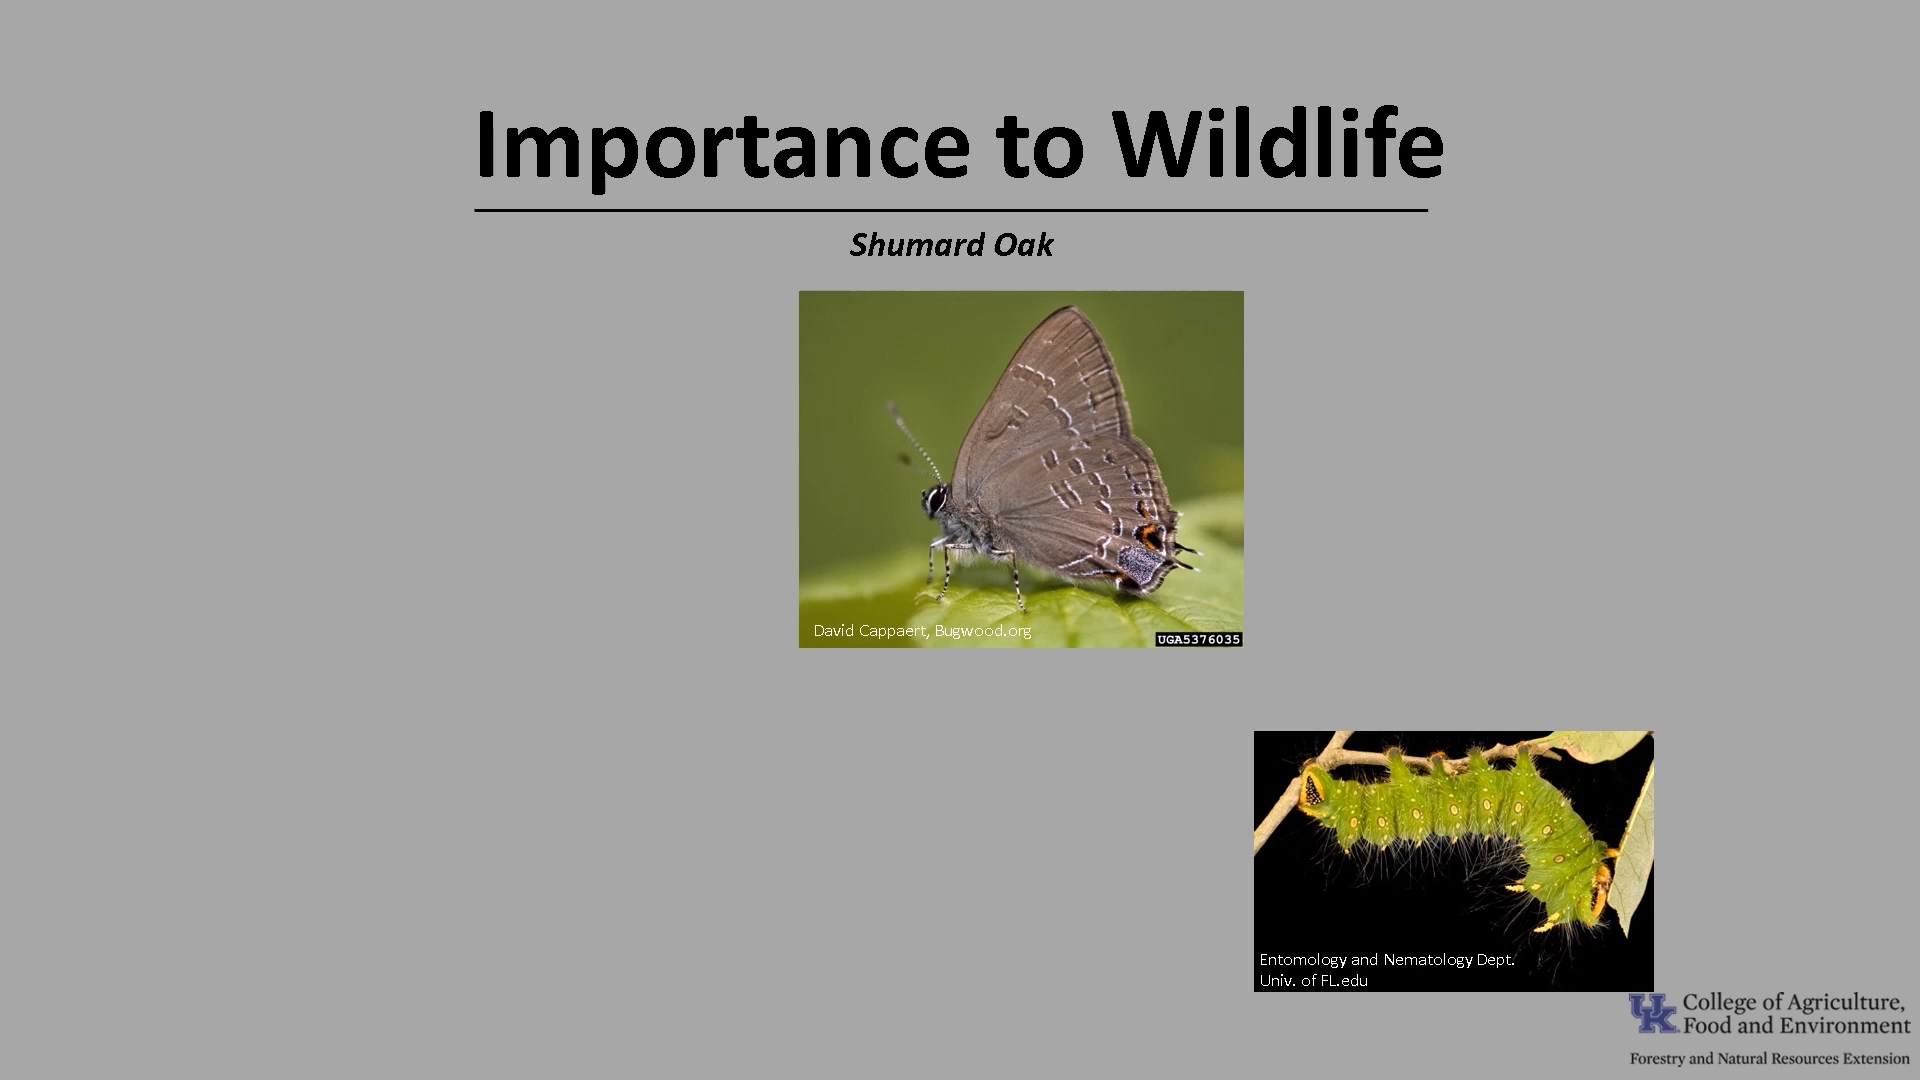 Importance to Wildlife
Shumard Oak
David Cappaert, Bugwood.org
UGA5376035
Entomology and Nematology Dept.
Univ. of FL.edu
UK College of Agriculture,
Food and Environment
Forestry and Natural Resources Extension